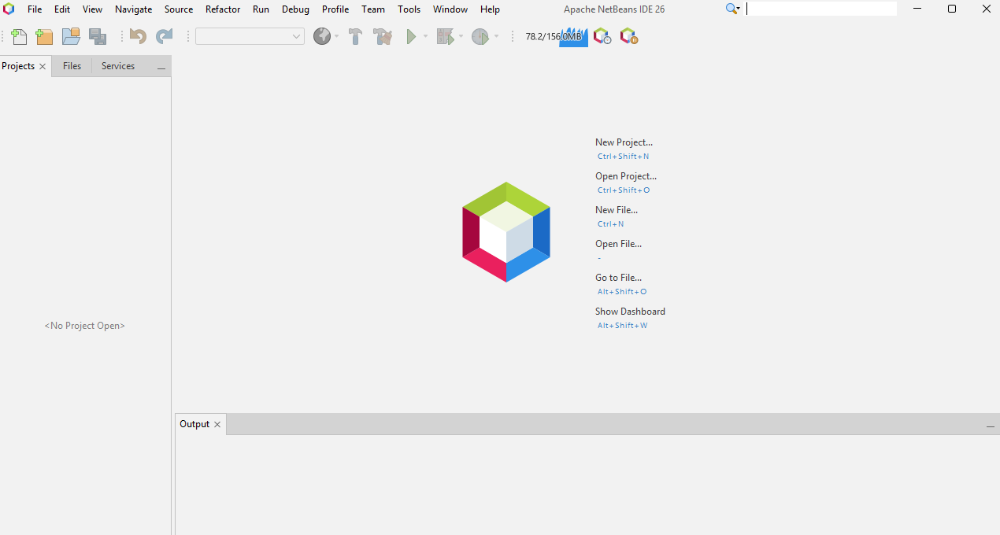 File Edit View Navigate Source Refactor Run Debug Profile Team Tools Window Help Apache NetBeans IDE 26
78.2/156.0MB
Projects Files Services
New Project...
Ctrl+Shift+N
Open Project...
Ctrl+Shift+O
New File...
Ctrl+N
Open File...
-
Go to File...
Alt+Shift+O
Show Dashboard
Alt+Shift+W
<No Project Open>
Output